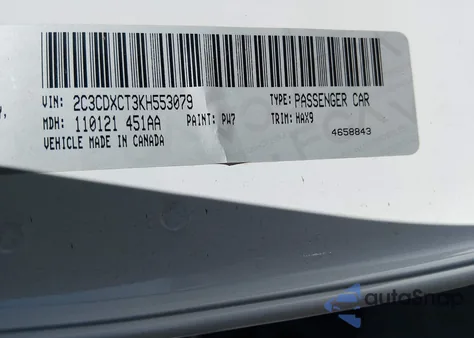 VIN: 2C3CDXCT3KH553079 TYPE: PASSENGER CAR
MDH: 110121 451AA PAINT: PW7 TRIM: HAX9
VEHICLE MADE IN CANADA 4658843
autoSnap